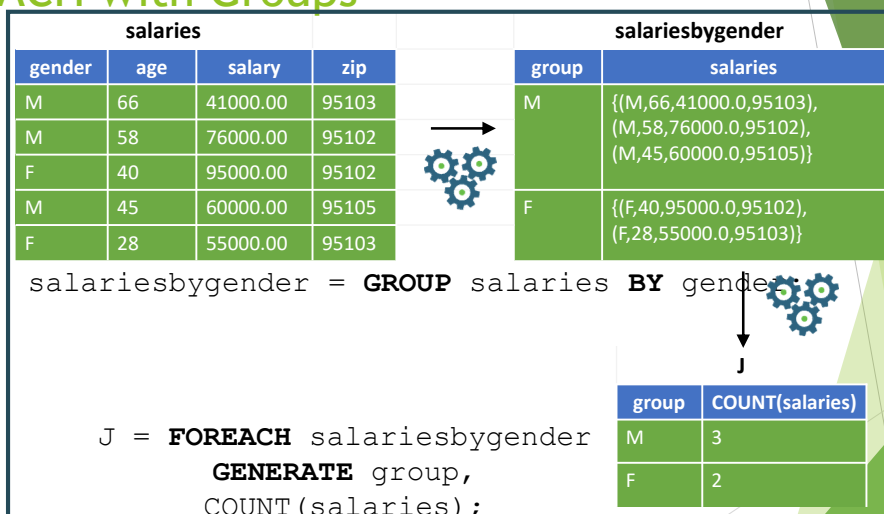 with Groups
salaries
gender age salary zip
M 66 41000.00 95103
M 58 76000.00 95102
F 40 95000.00 95102
M 45 60000.00 95105
F 28 55000.00 95103
salariesbygender
group salaries
M {(M,66,41000.0,95103),
(M,58,76000.0,95102),
(M,45,60000.0,95105)}
F {(F,40,95000.0,95102),
(F,28,55000.0,95103)}
salariesbygender = GROUP salaries BY gender;
J
group COUNT(salaries)
M 3
F 2
J = FOREACH salariesbygender
GENERATE group,
COUNT(salaries);